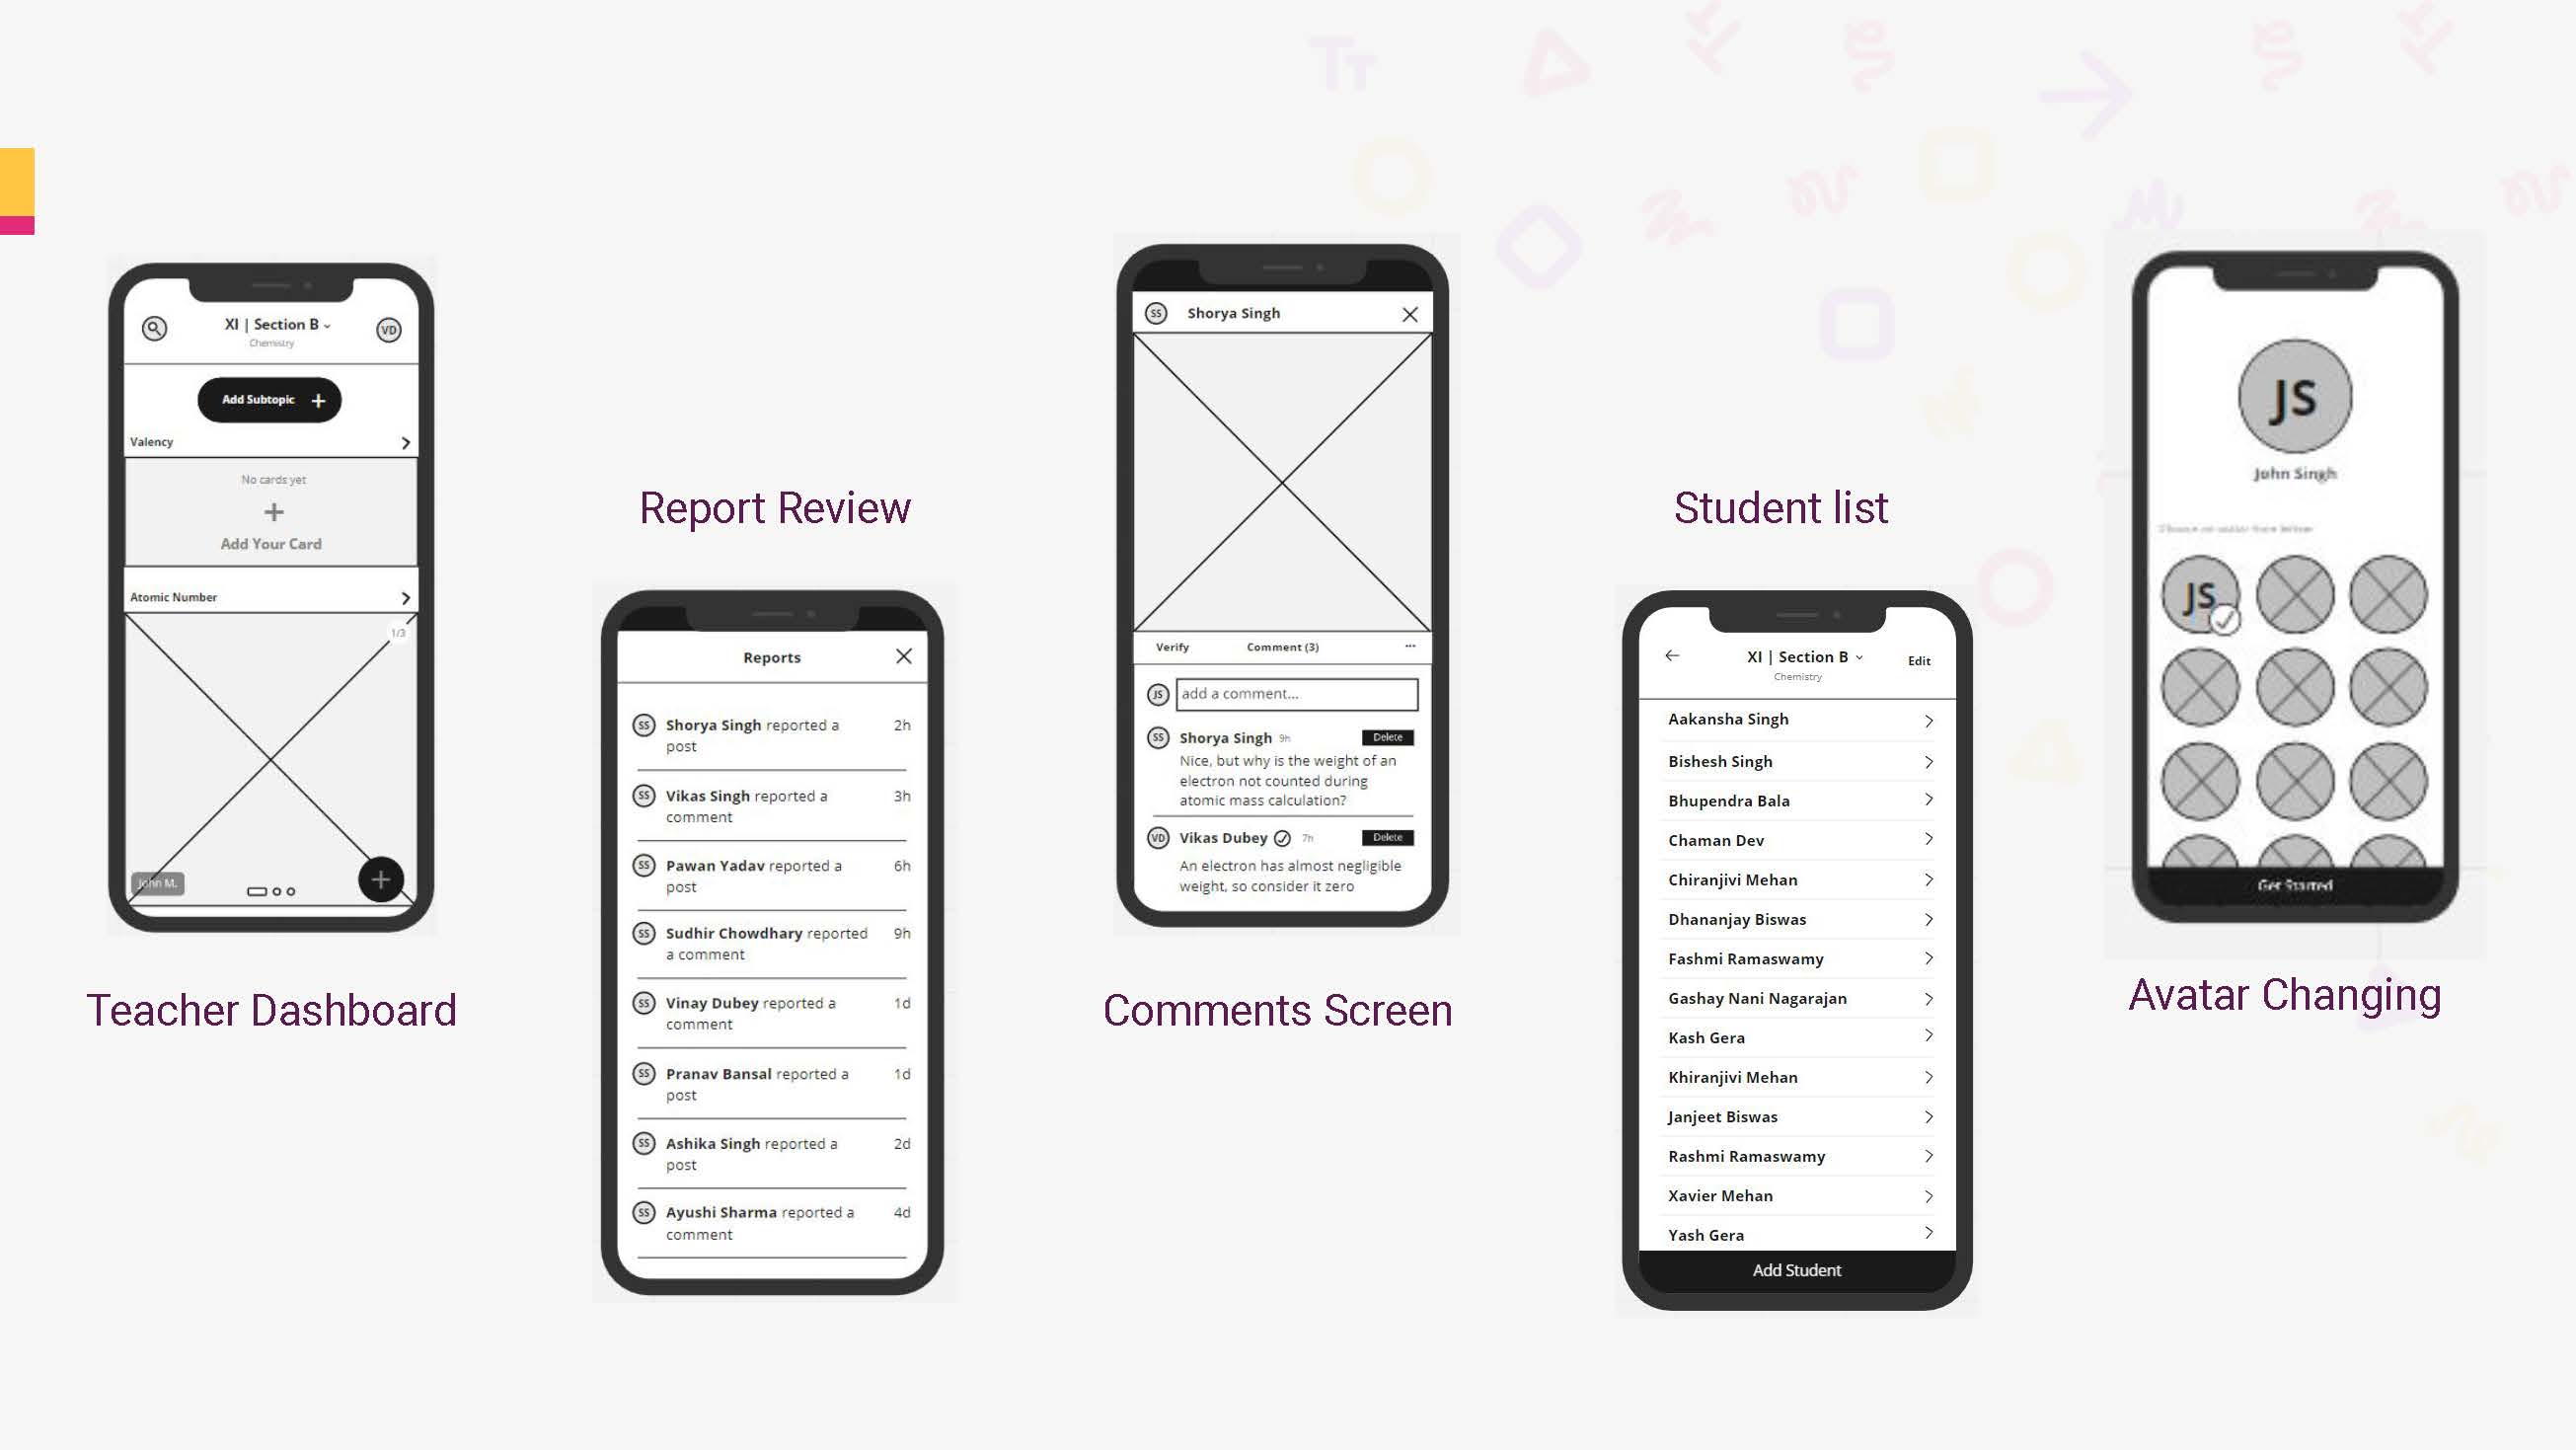 XI | Section B
VD
Chemistry
Add Subtopic +
Valency
No cards yet
+
Add Your Card
Atomic Number
1/3
John M.
+
Teacher Dashboard
Report Review
Reports
SS Shorya Singh reported a 2h
post
SS Vikas Singh reported a 3h
comment
SS Pawan Yadav reported a 6h
post
SS Sudhir Chowdhary reported 9h
a comment
SS Vinay Dubey reported a 1d
comment
SS Pranav Bansal reported a 1d
post
SS Ashika Singh reported a 2d
post
SS Ayushi Sharma reported a 4d
comment
SS Shorya Singh
Verify Comment (3) ...
JS add a comment...
SS Shorya Singh 9h Delete
Nice, but why is the weight of an
electron not counted during
atomic mass calculation?
VD Vikas Dubey 7h Delete
An electron has almost negligible
weight, so consider it zero
Comments Screen
Student list
XI | Section B Edit
Chemistry
Aakansha Singh
Bishesh Singh
Bhupendra Bala
Chaman Dev
Chiranjivi Mehan
Dhananjay Biswas
Fashmi Ramaswamy
Gashay Nani Nagarajan
Kash Gera
Khiranjivi Mehan
Janjeet Biswas
Rashmi Ramaswamy
Xavier Mehan
Yash Gera
Add Student
JS
John Singh
JS
Get Started
Avatar Changing